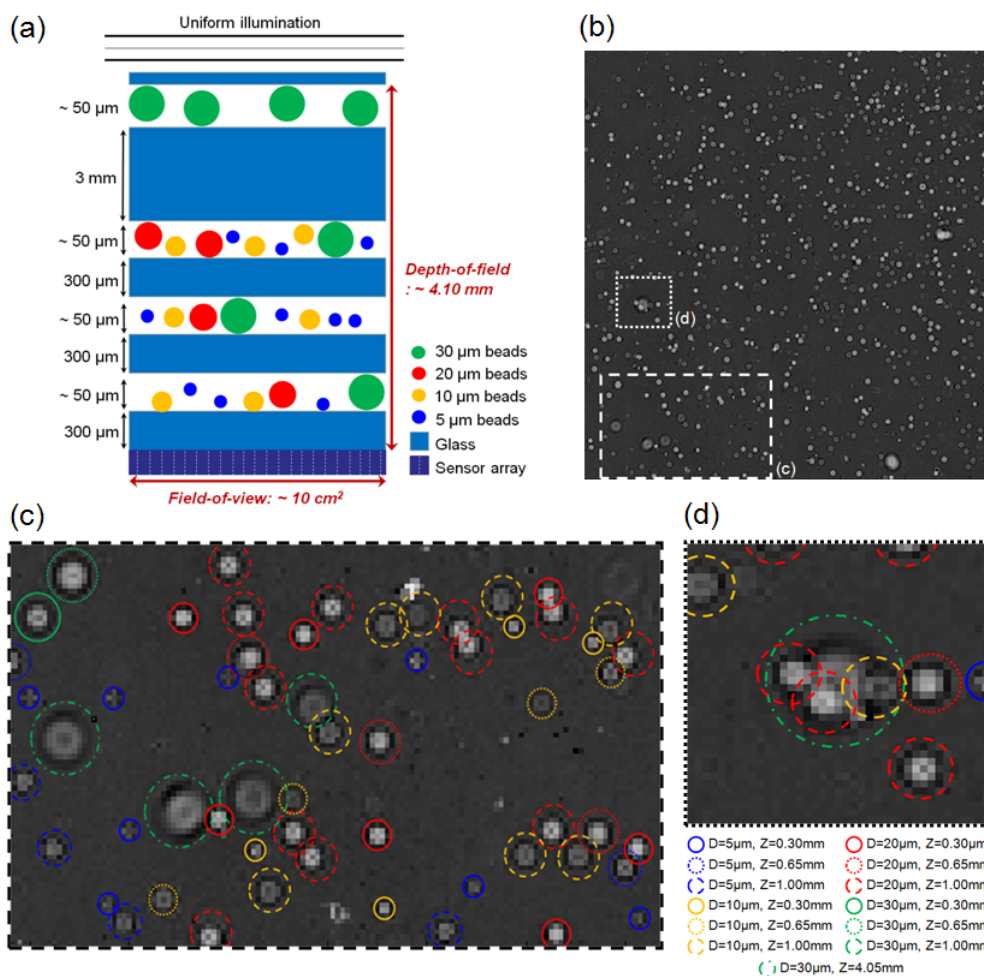 (a)
Uniform illumination
~ 50 µm
3 mm
~ 50 µm
300 µm
~ 50 µm
300 µm
~ 50 µm
300 µm
Depth-of-field
: ~ 4.10 mm
30 µm beads
20 µm beads
10 µm beads
5 µm beads
Glass
Sensor array
Field-of-view: ~ 10 cm²
(b)
(d)
(c)
(c)
(d)
D=5µm, Z=0.30mm
D=5µm, Z=0.65mm
D=5µm, Z=1.00mm
D=10µm, Z=0.30mm
D=10µm, Z=0.65mm
D=10µm, Z=1.00mm
D=20µm, Z=0.30µm
D=20µm, Z=0.65mm
D=20µm, Z=1.00mm
D=30µm, Z=0.30mm
D=30µm, Z=0.65mm
D=30µm, Z=1.00mm
D=30µm, Z=4.05mm